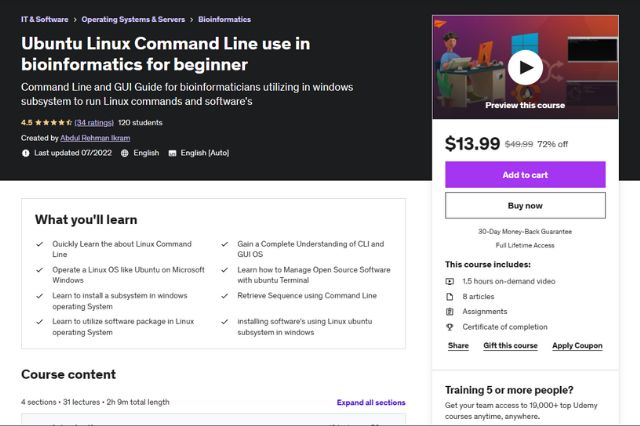 IT & Software > Operating Systems & Servers > Bioinformatics
Ubuntu Linux Command Line use in
bioinformatics for beginner
Command Line and GUI Guide for bioinformaticians utilizing in windows
subsystem to run Linux commands and software's
4.5 (34 ratings) 120 students
Created by Abdul Rehman Ikram
Last updated 07/2022 English English [Auto]
Preview this course
$13.99 $49.99 72% off
Add to cart
Buy now
30-Day Money-Back Guarantee
Full Lifetime Access
This course includes:
1.5 hours on-demand video
8 articles
Assignments
Certificate of completion
Share Gift this course Apply Coupon
Training 5 or more people?
Get your team access to 19,000+ top Udemy
courses anytime, anywhere.
What you'll learn
Quickly Learn the about Linux Command
Line
Operate a Linux OS like Ubuntu on Microsoft
Windows
Learn to install a subsystem in windows
operating System
Learn to utilize software package in Linux
operating System
Gain a Complete Understanding of CLI and
GUI OS
Learn how to Manage Open Source Software
with ubuntu Terminal
Retrieve Sequence using Command Line
installing software's using Linux ubuntu
subsystem in windows
Course content
4 sections • 31 lectures • 2h 9m total length
Expand all sections